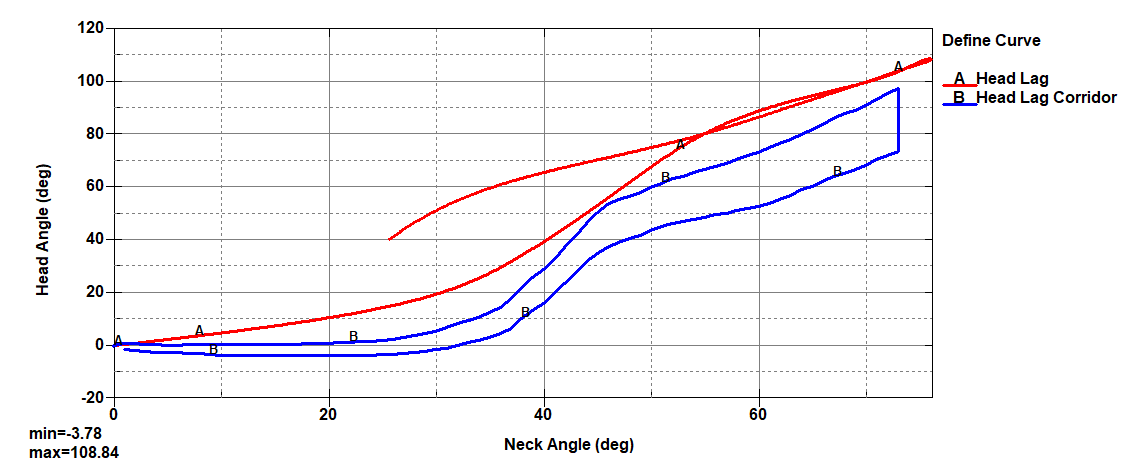 120
100
80
60
40
20
0
-20
0 20 40 60
Head Angle (deg)
Neck Angle (deg)
min=-3.78
max=108.84
Define Curve
A Head Lag
B Head Lag Corridor
A
A
A
A
B
B
B
B
B